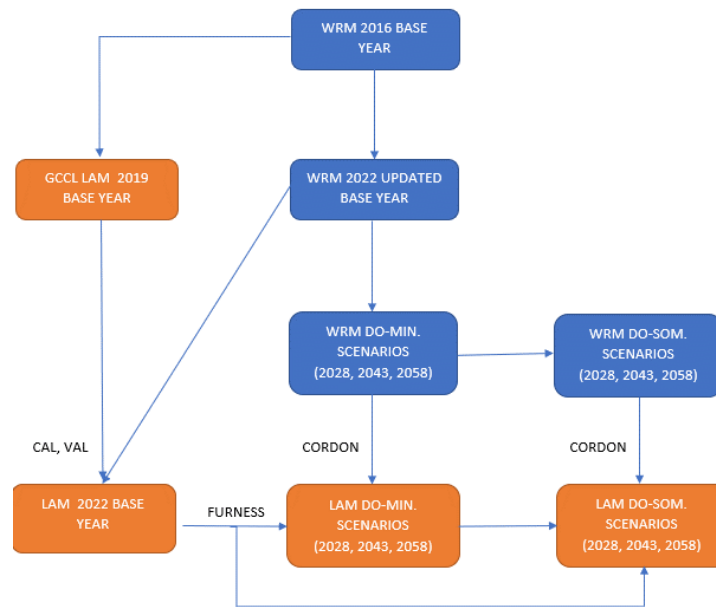 WRM 2016 BASE
YEAR
GCCL LAM 2019
BASE YEAR
WRM 2022 UPDATED
BASE YEAR
WRM DO-MIN.
SCENARIOS
(2028, 2043, 2058)
WRM DO-SOM.
SCENARIOS
(2028, 2043, 2058)
CAL, VAL
CORDON
CORDON
LAM 2022 BASE
YEAR
FURNESS
LAM DO-MIN.
SCENARIOS
(2028, 2043, 2058)
LAM DO-SOM.
SCENARIOS
(2028, 2043, 2058)